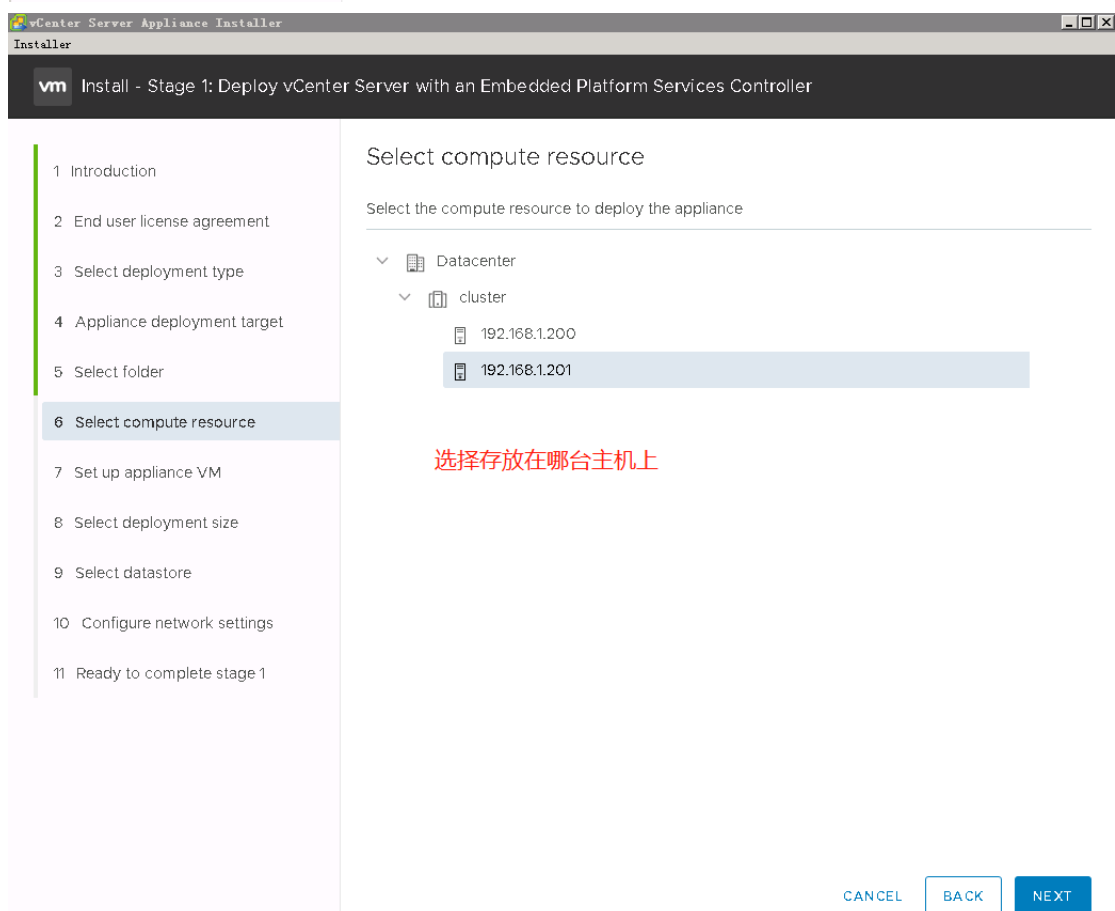 vCenter Server Appliance Installer
Installer
vm Install - Stage 1: Deploy vCenter Server with an Embedded Platform Services Controller
1 Introduction
2 End user license agreement
3 Select deployment type
4 Appliance deployment target
5 Select folder
6 Select compute resource
7 Set up appliance VM
8 Select deployment size
9 Select datastore
10 Configure network settings
11 Ready to complete stage 1
Select compute resource
Select the compute resource to deploy the appliance
Datacenter
cluster
192.168.1.200
192.168.1.201
选择存放在哪台主机上
CANCEL BACK NEXT